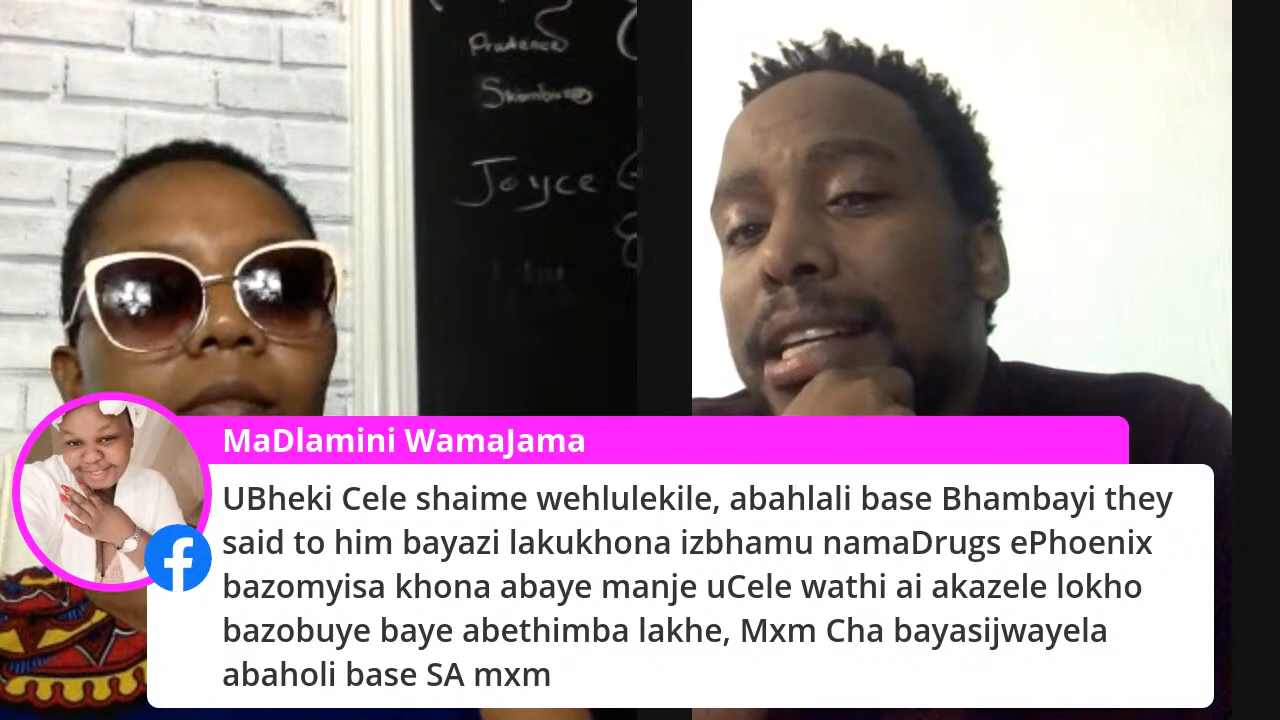 Prudence
Joyce
MaDlamini WamaJama
UBheki Cele shaime wehlulekile, abahlali base Bhambayi they
said to him bayazi lakukhona izbhamu namaDrugs ePhoenix
bazomyisa khona abaye manje uCele wathi ai akazele lokho
bazobuye baye abethimba lakhe, Mxm Cha bayasijwayela
abaholi base SA mxm